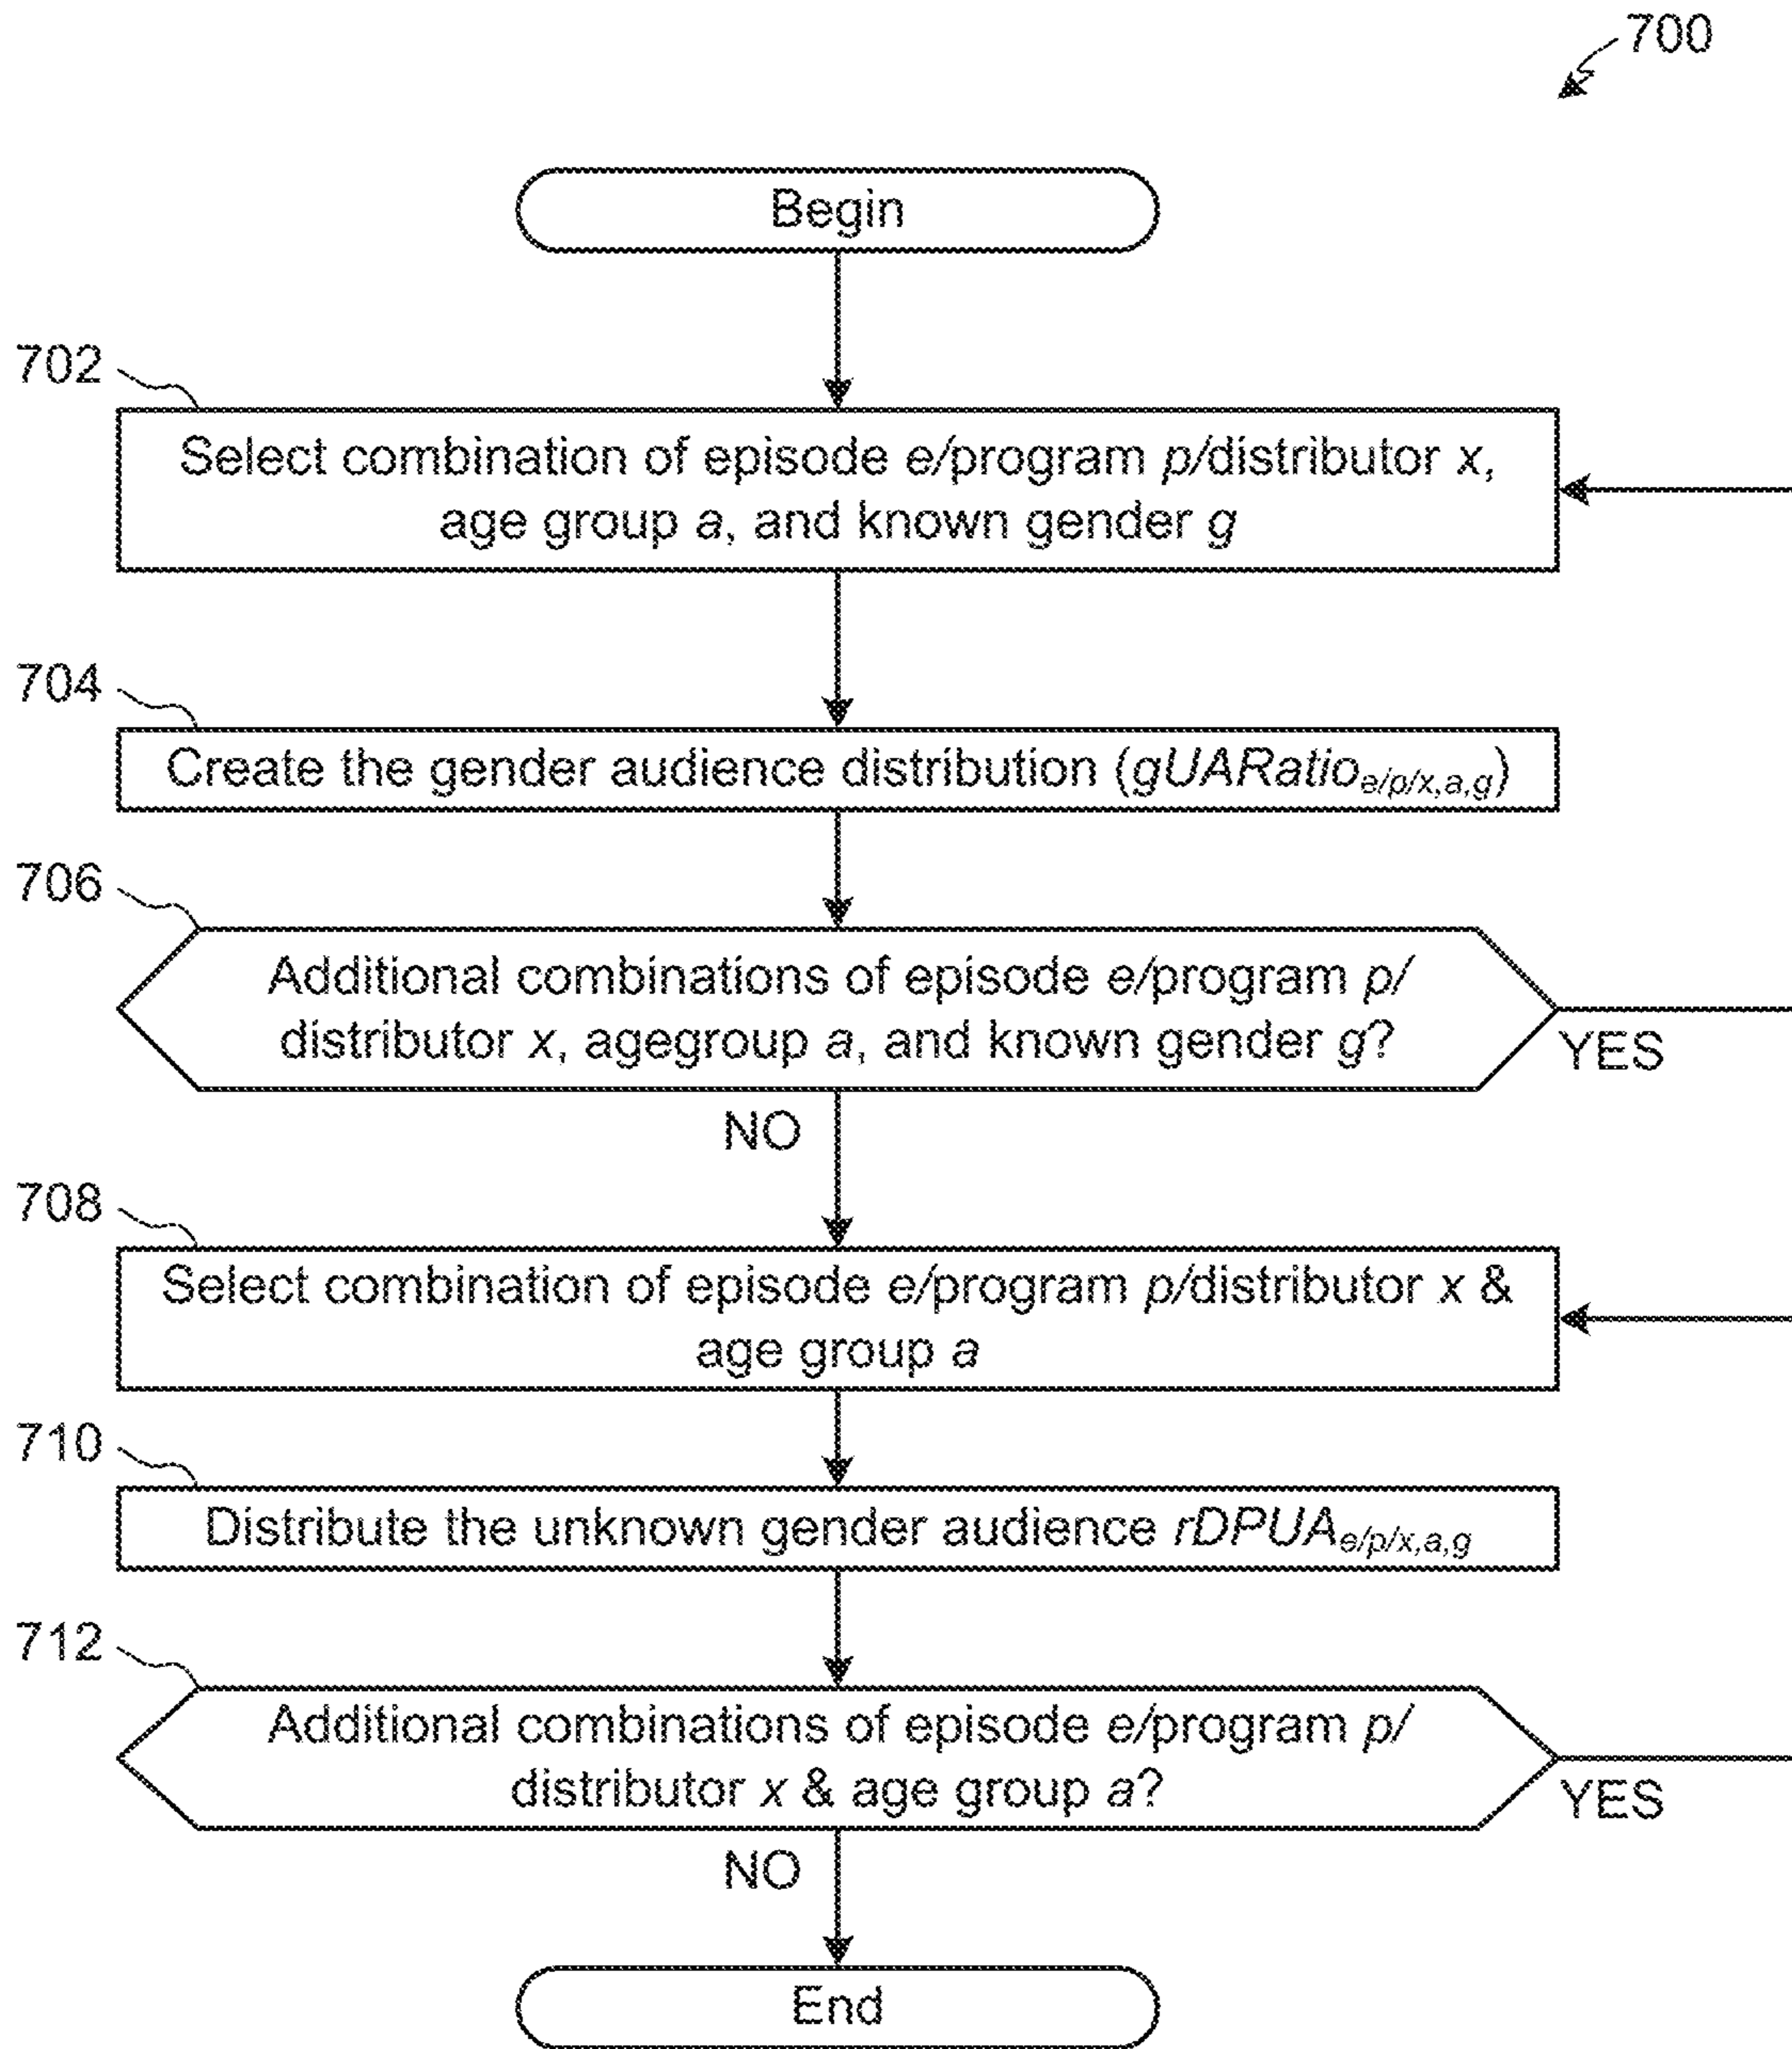 700
Begin
702
Select combination of episode e/program p/distributor x,
age group a, and known gender g
704
Create the gender audience distribution (gUARatioe/p/x,a,g)
706
Additional combinations of episode e/program p/
distributor x, agegroup a, and known gender g?
YES
NO
708
Select combination of episode e/program p/distributor x &
age group a
710
Distribute the unknown gender audience rDPUAe/p/x,a,g
712
Additional combinations of episode e/program p/
distributor x & age group a?
YES
NO
End